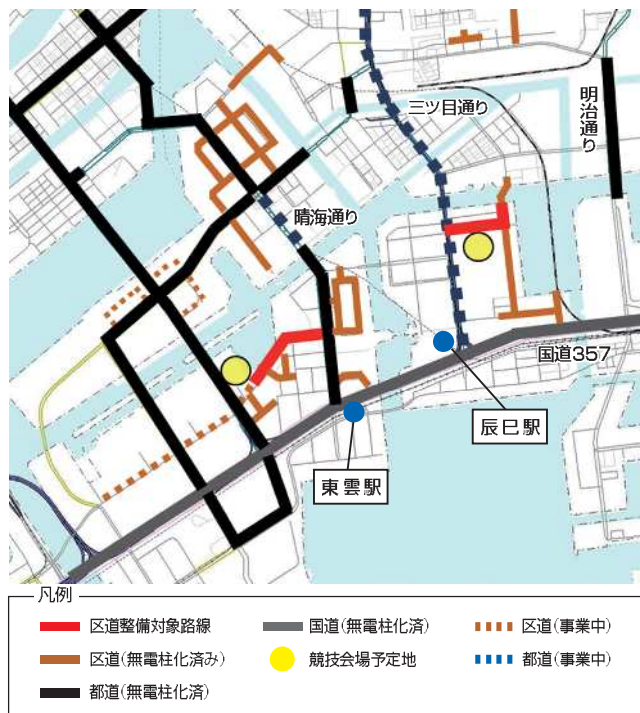 三ツ目通り
明治通り
晴海通り
国道357
辰巳駅
東雲駅
凡例
区道整備対象路線
国道(無電柱化済)
区道(事業中)
区道(無電柱化済み)
競技会場予定地
都道(事業中)
都道(無電柱化済)